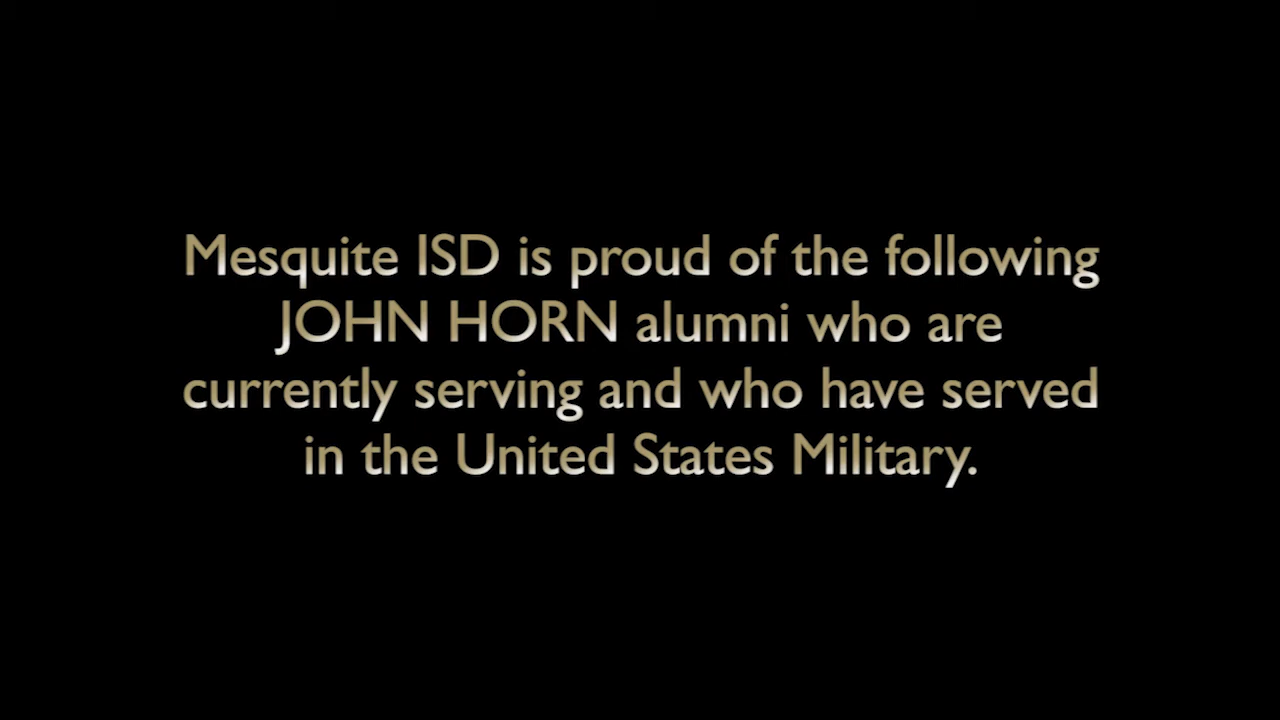 Mesquite ISD is proud of the following
JOHN HORN alumni who are
currently serving and who have served
in the United States Military.